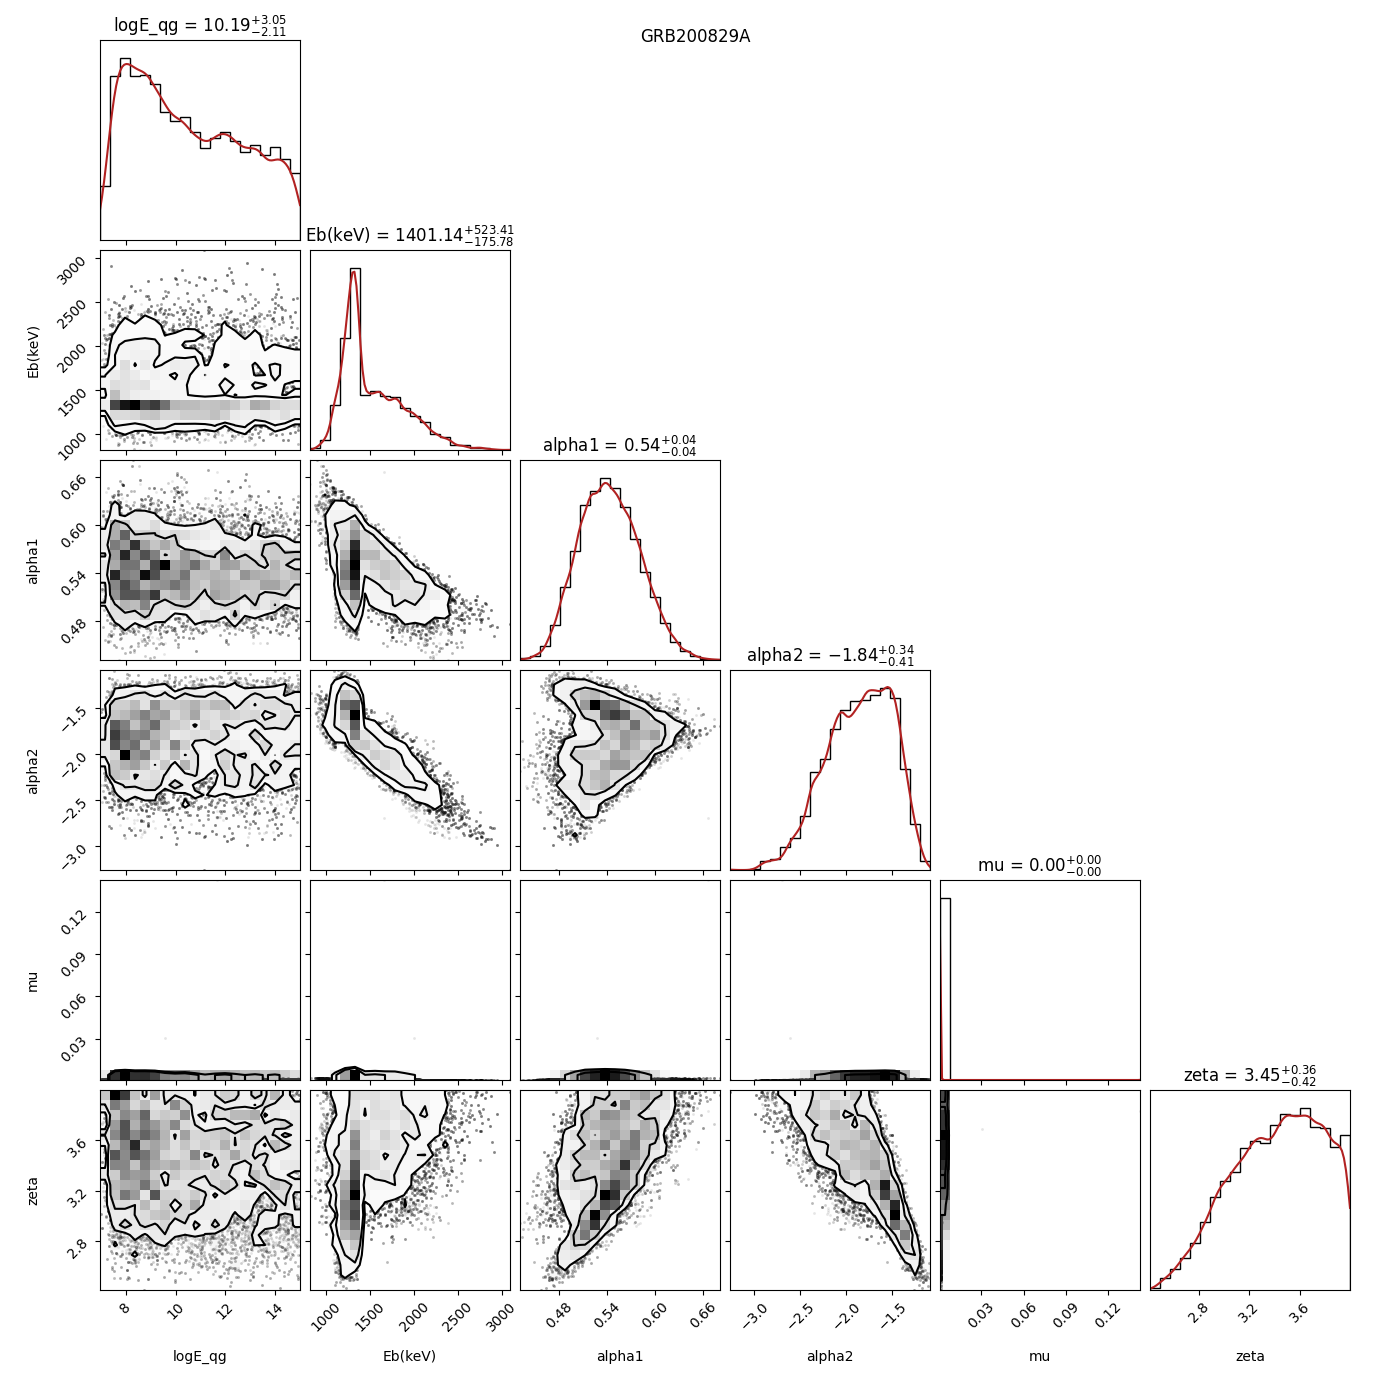 GRB200829A
logE_qg = 10.19+3.05−2.11
Eb(keV) = 1401.14+523.41−175.78
alpha1 = 0.54+0.04−0.04
alpha2 = −1.84+0.34−0.41
mu = 0.00+0.00−0.00
zeta = 3.45+0.36−0.42
Eb(keV)
3000
2500
2000
1500
1000
alpha1
0.66
0.60
0.54
0.48
alpha2
−1.5
−2.0
−2.5
−3.0
mu
0.12
0.09
0.06
0.03
zeta
3.6
3.2
2.8
8 10 12 14
1000 1500 2000 2500 3000
0.48 0.54 0.60 0.66
−3.0 −2.5 −2.0 −1.5
0.03 0.06 0.09 0.12
2.8 3.2 3.6
logE_qg Eb(keV) alpha1 alpha2 mu zeta